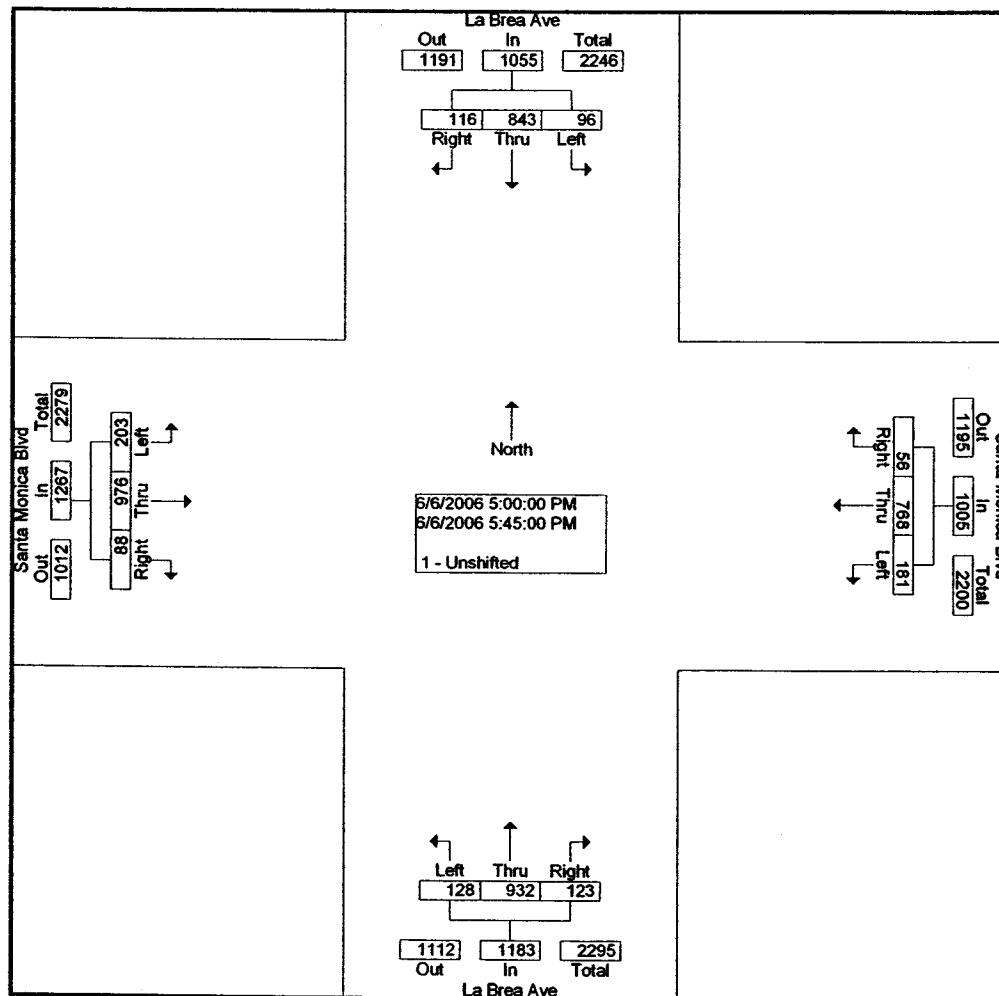 La Brea Ave
Out In Total
1191 1055 2246
116 843 96
Right Thru Left
Santa Monica Blvd
Total In Out
2279 1267 1012
203 976 88
Left Thru Right
North
6/6/2006 5:00:00 PM
6/6/2006 5:45:00 PM
1 - Unshifted
Right Thru Left
56 768 181
1195 1005 2200
Out In Total
Left Thru Right
128 932 123
1112 1183 2295
Out In Total
La Brea Ave